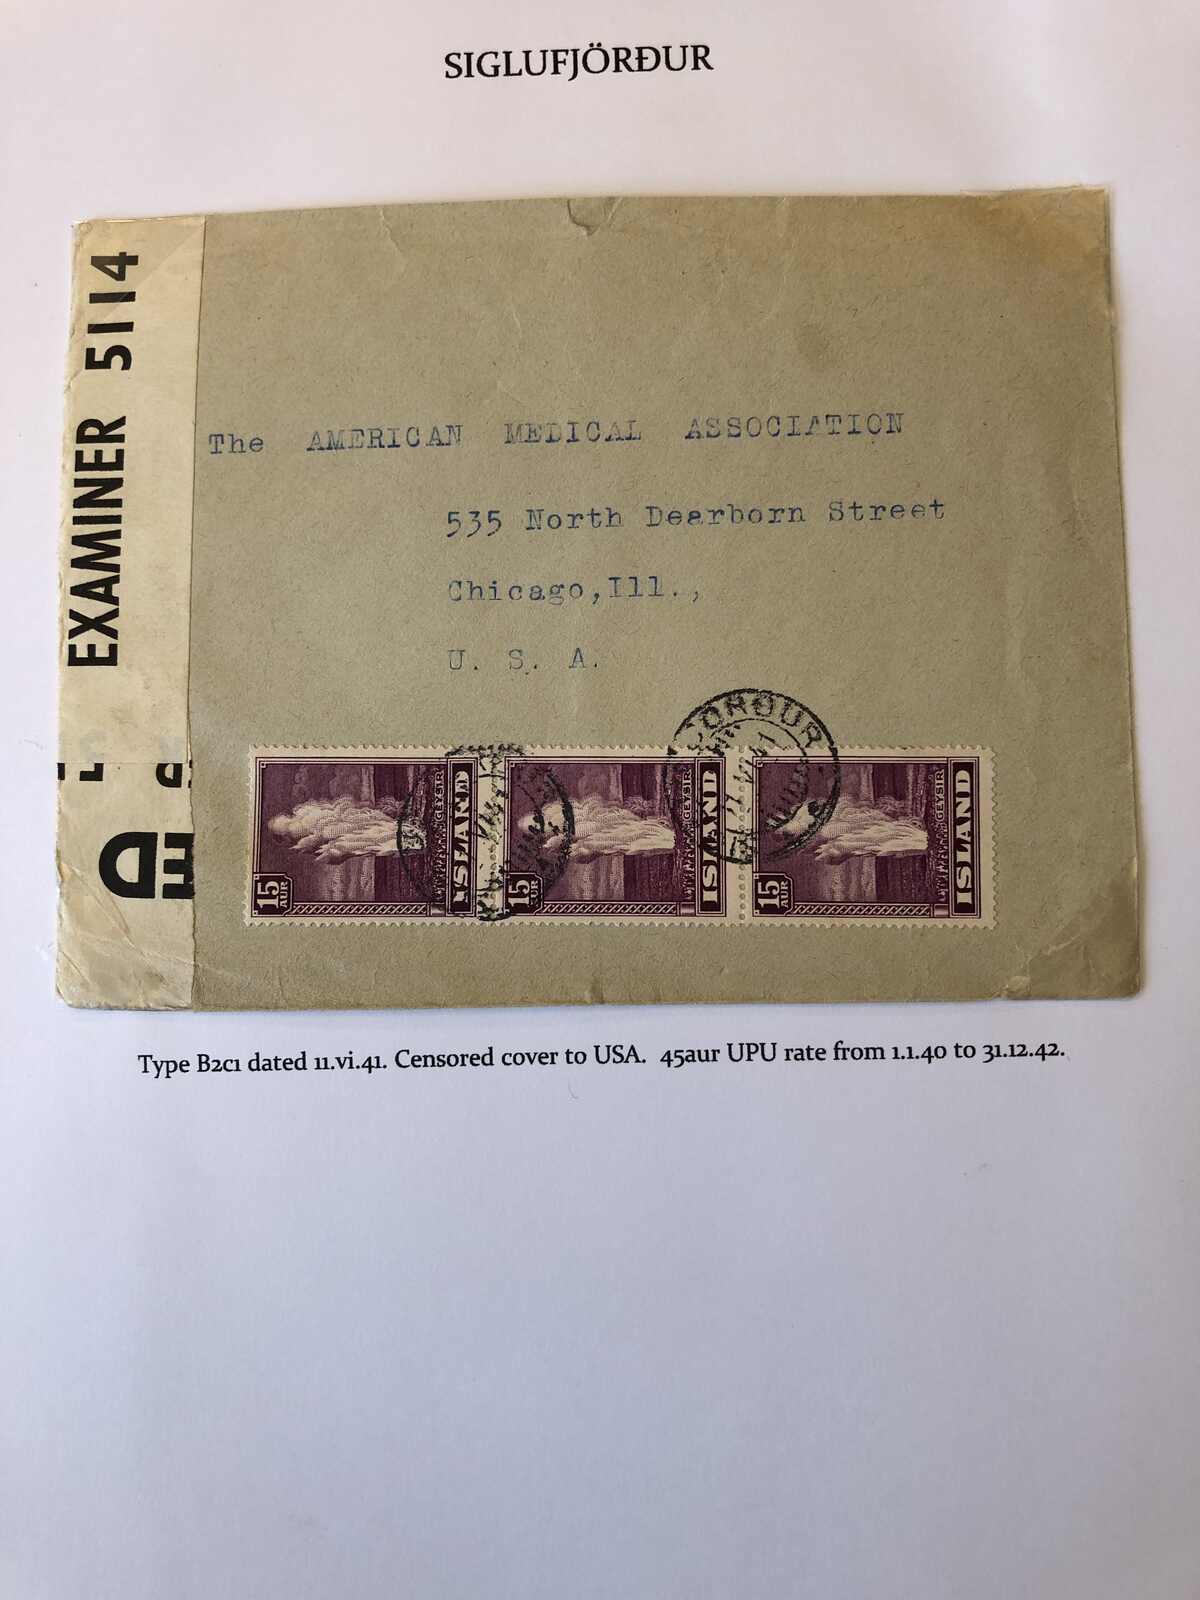 SIGLUFJÖRÐUR
EXAMINER 5114
ED
The AMERICAN MEDICAL ASSOCIATION
535 North Dearborn Street
Chicago,Ill.,
U. S. A.
15 AUR GEYSIR ISLAND
15 AUR GEYSIR ISLAND
15 AUR GEYSIR ISLAND
Type B2c1 dated 11.vi.41. Censored cover to USA. 45aur UPU rate from 1.1.40 to 31.12.42.